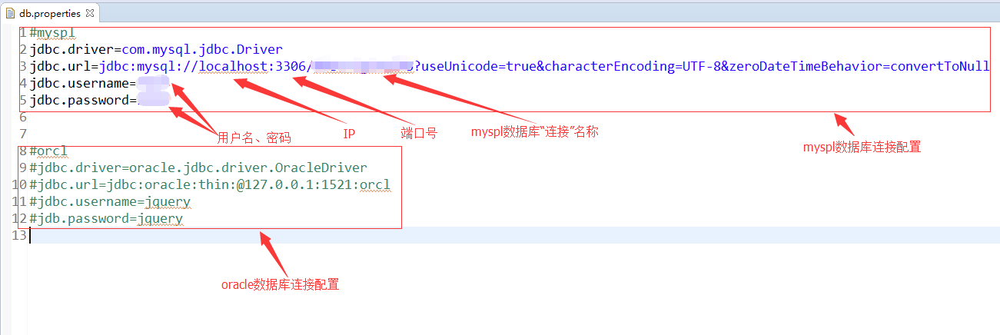 db.properties
1 #myspl
2 jdbc.driver=com.mysql.jdbc.Driver
3 jdbc.url=jdbc:mysql://localhost:3306/ ?useUnicode=true&characterEncoding=UTF-8&zeroDateTimeBehavior=convertToNull
4 jdbc.username=
5 jdbc.password=
6
7
用户名、密码
IP
端口号
myspl数据库“连接”名称
myspl数据库连接配置
8 #orcl
9 #jdbc.driver=oracle.jdbc.driver.OracleDriver
10 #jdbc.url=jdbc:oracle:thin:@127.0.0.1:1521:orcl
11 #jdbc.username=jquery
12 #jdb.password=jquery
13
oracle数据库连接配置